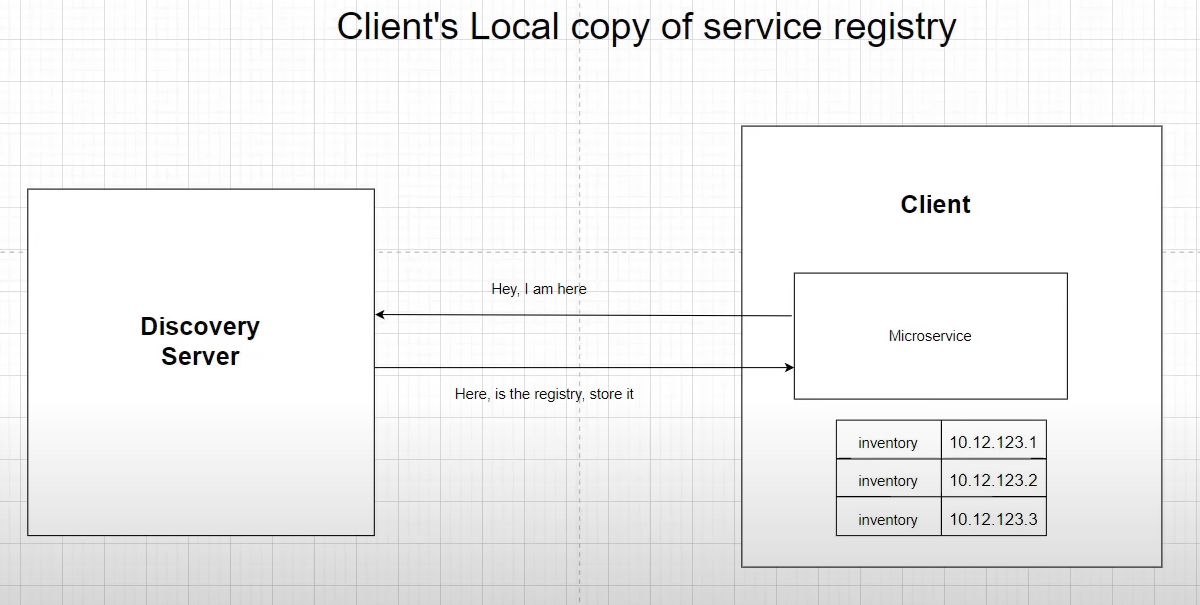 Client's Local copy of service registry
Client
Hey, I am here
Discovery
Server
Microservice
Here, is the registry, store it
inventory 10.12.123.1
inventory 10.12.123.2
inventory 10.12.123.3